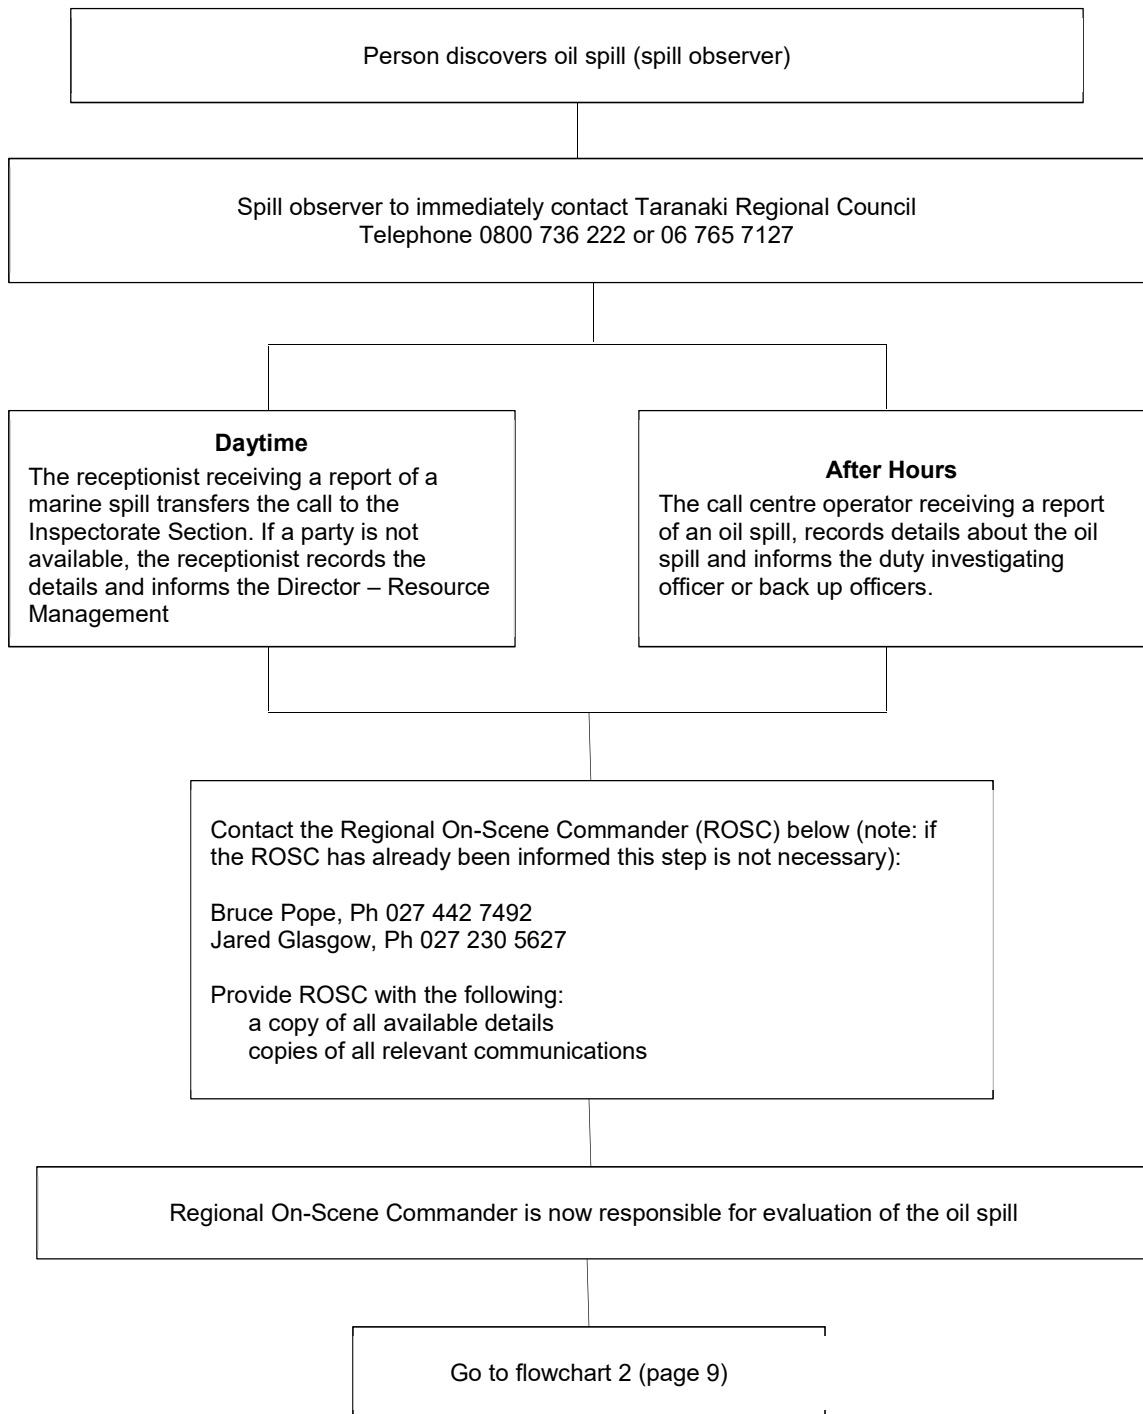 Person discovers oil spill (spill observer)
Spill observer to immediately contact Taranaki Regional Council
Telephone 0800 736 222 or 06 765 7127
Daytime
The receptionist receiving a report of a
marine spill transfers the call to the
Inspectorate Section. If a party is not
available, the receptionist records the
details and informs the Director – Resource
Management
After Hours
The call centre operator receiving a report
of an oil spill, records details about the oil
spill and informs the duty investigating
officer or back up officers.
Contact the Regional On-Scene Commander (ROSC) below (note: if
the ROSC has already been informed this step is not necessary):
Bruce Pope, Ph 027 442 7492
Jared Glasgow, Ph 027 230 5627
Provide ROSC with the following:
a copy of all available details
copies of all relevant communications
Regional On-Scene Commander is now responsible for evaluation of the oil spill
Go to flowchart 2 (page 9)